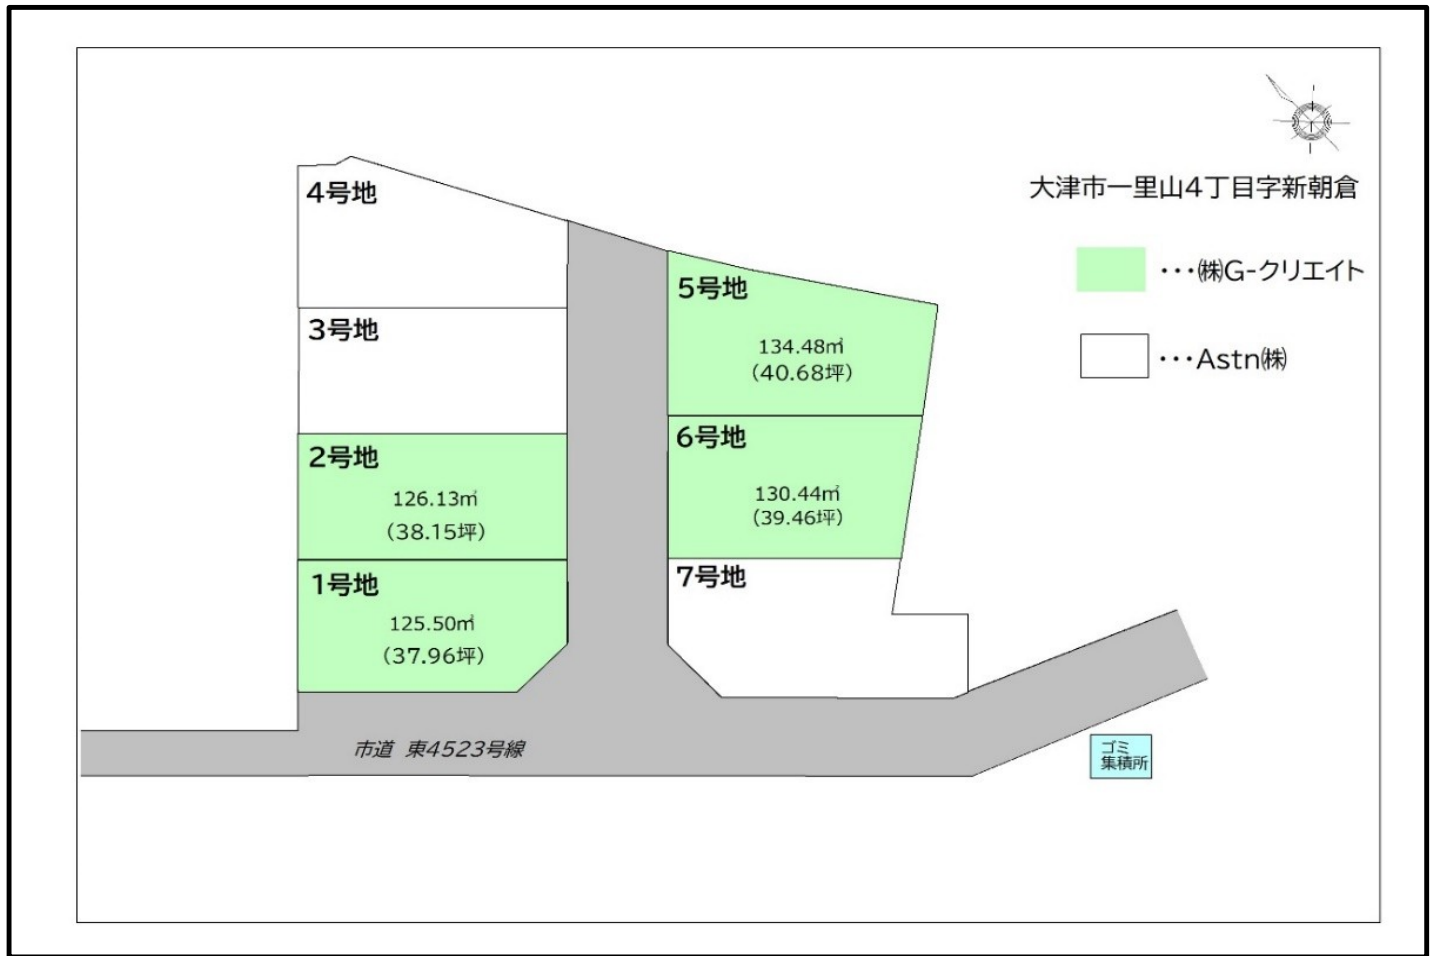 大津市一里山4丁目字新朝倉
・・・㈱G-クリエイト
・・・Astn㈱
4号地
3号地
2号地
126.13㎡
(38.15坪)
1号地
125.50㎡
(37.96坪)
5号地
134.48㎡
(40.68坪)
6号地
130.44㎡
(39.46坪)
7号地
市道 東4523号線
ゴミ
集積所